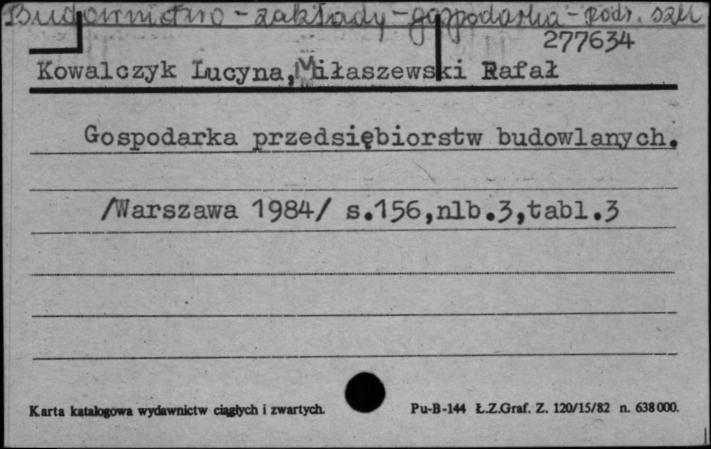 Budownictwo - zakłady - gospodarka - podr. szk
277634
Kowalczyk Lucyna, Miłaszewski Rafał
Gospodarka przedsiębiorstw budowlanych.
/Warszawa 1984/ s.156,nlb.3,tabl.3
Karta katalogowa wydawnictw ciągłych i zwartych. Pu-B-144 Ł.Z.Graf. Z. 120/15/82 n. 638000.